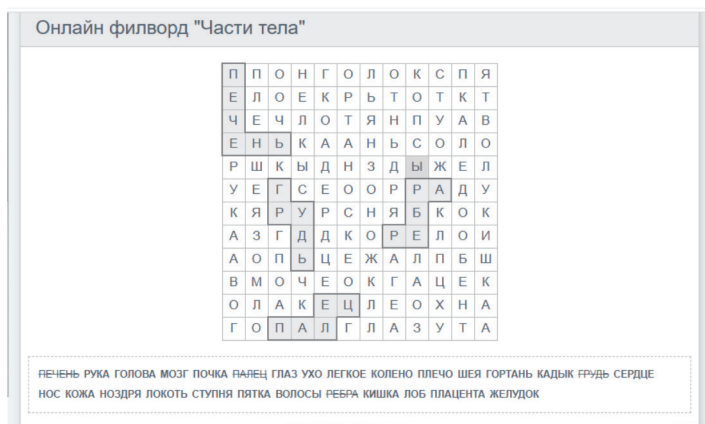 Онлайн филворд "Части тела"
П П О Н Г О Л О К С П Я
Е Л О Е К Р Ь Т О Т К Т
Ч Е Ч Л О Т Я Н П У А В
Е Н Ь К А А Н Ь С О Л О
Р Ш К Ы Д Н З Д Ы Ж Е Л
У Е Г С Е О О Р Р А Д У
К Я Р У Р С Н Я Б К О К
А З Г Д Д К О Р Е Л О И
А О П Ь Ц Е Ж А Л П Б Ш
В М О Ч Е О К Г А Ц Е К
О Л А К Е Ц Л Е О Х Н А
Г О П А Л Г Л А З У Т А
ПЕЧЕНЬ РУКА ГОЛОВА МОЗГ ПОЧКА ПАЛЕЦ ГЛАЗ УХО ЛЕГКОЕ КОЛЕНО ПЛЕЧО ШЕЯ ГОРТАНЬ КАДЫК ГРУДЬ СЕРДЦЕ
НОС КОЖА НОЗДРЯ ЛОКОТЬ СТУПНЯ ПЯТКА ВОЛОСЫ РЕБРА КИШКА ЛОБ ПЛАЦЕНТА ЖЕЛУДОК